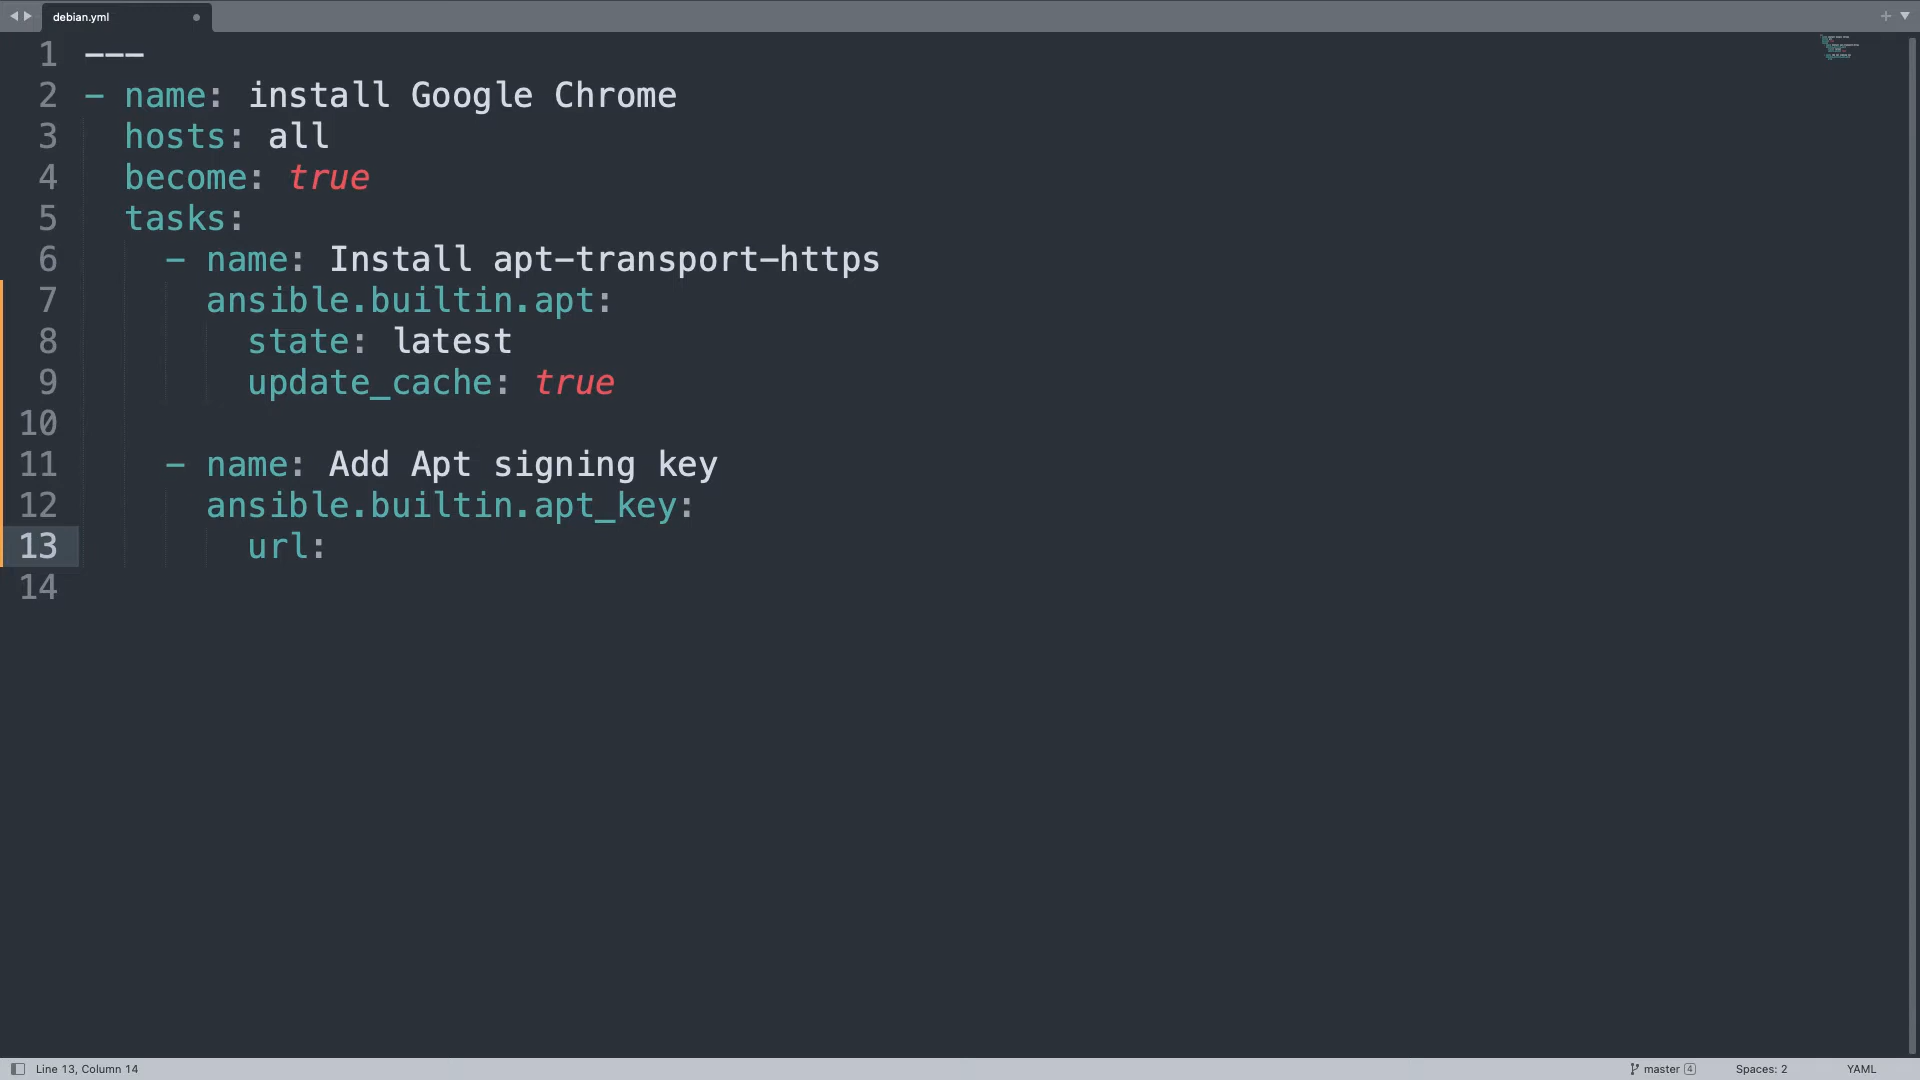 debian.yml
1 ---
2 - name: install Google Chrome
3 hosts: all
4 become: true
5 tasks:
6 - name: Install apt-transport-https
7 ansible.builtin.apt:
8 state: latest
9 update_cache: true
10
11 - name: Add Apt signing key
12 ansible.builtin.apt_key:
13 url:
14
Line 13, Column 14 master 4 Spaces: 2 YAML